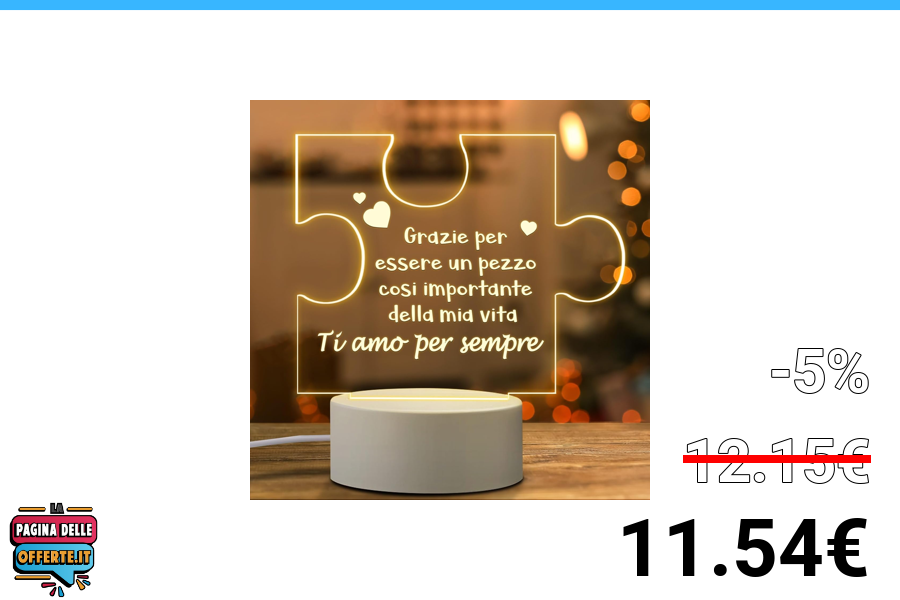 Grazie per
essere un pezzo
cosi importante
della mia vita
Ti amo per sempre
-5%
12.15€
11.54€
LA
PAGINA DELLE
OFFERTE.IT